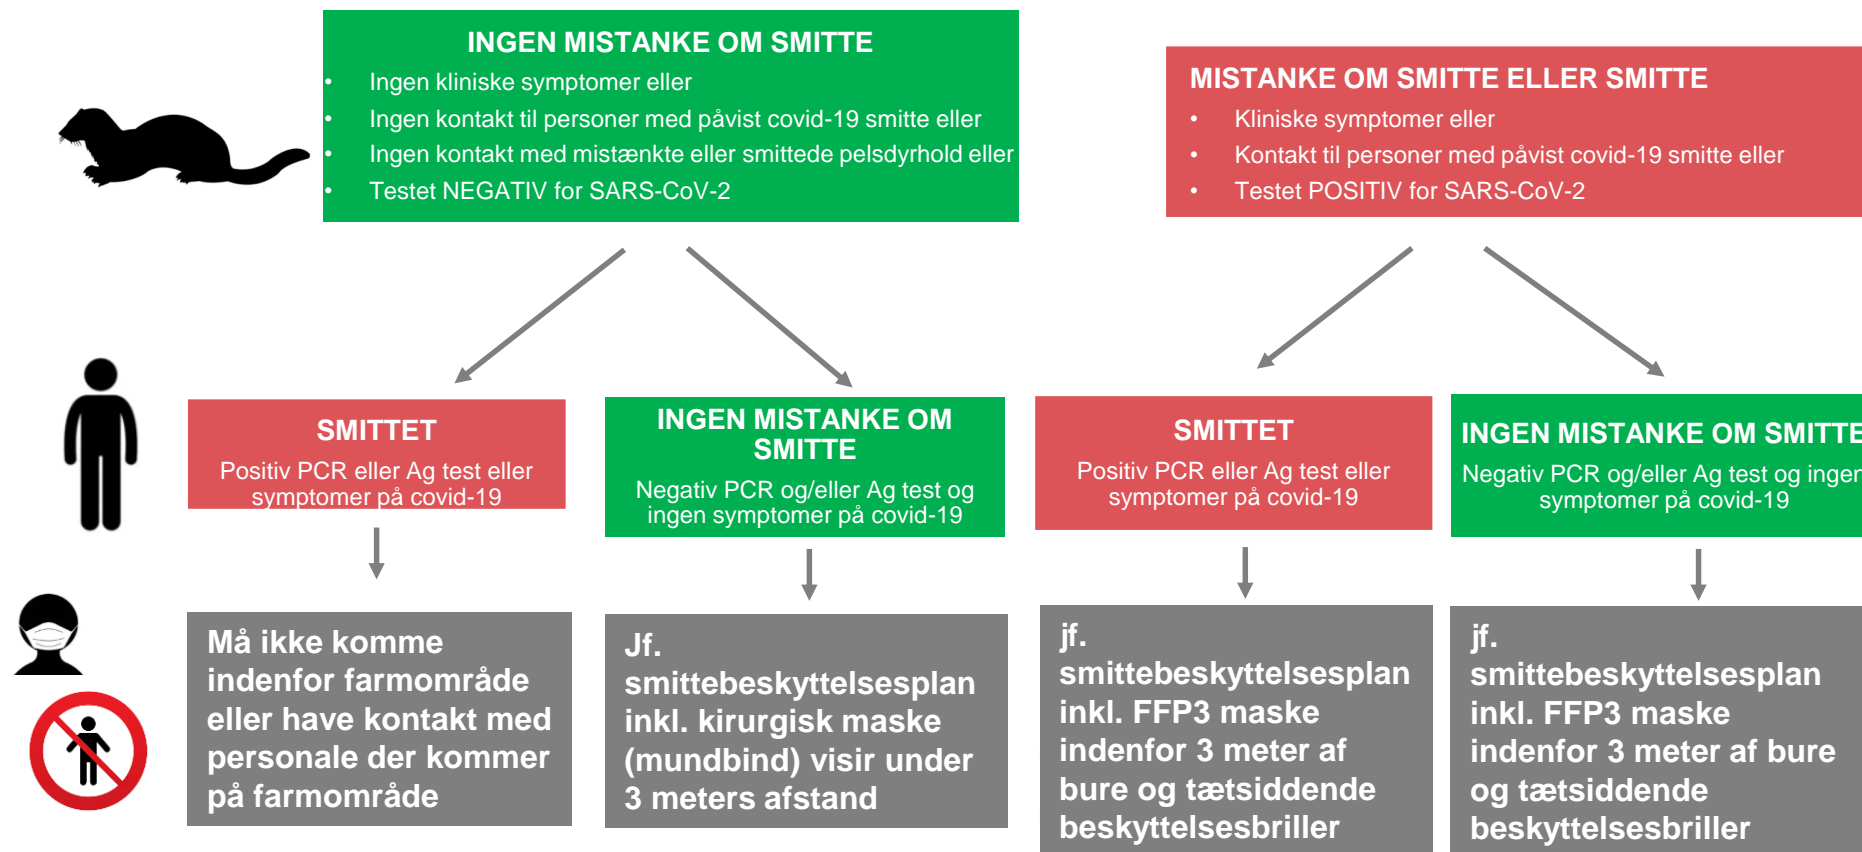 INGEN MISTANKE OM SMITTE
• Ingen kliniske symptomer eller
• Ingen kontakt til personer med påvist covid-19 smitte eller
• Ingen kontakt med mistænkte eller smittede pelsdyrhold eller
• Testet NEGATIV for SARS-CoV-2
MISTANKE OM SMITTE ELLER SMITTE
• Kliniske symptomer eller
• Kontakt til personer med påvist covid-19 smitte eller
• Testet POSITIV for SARS-CoV-2
SMITTET
Positiv PCR eller Ag test eller
symptomer på covid-19
INGEN MISTANKE OM
SMITTE
Negativ PCR og/eller Ag test og
ingen symptomer på covid-19
SMITTET
Positiv PCR eller Ag test eller
symptomer på covid-19
INGEN MISTANKE OM SMITTE
Negativ PCR og/eller Ag test og ingen
symptomer på covid-19
Må ikke komme
indenfor farmområde
eller have kontakt med
personale der kommer
på farmområde
Jf.
smittebeskyttelsesplan
inkl. kirurgisk maske
(mundbind) visir under
3 meters afstand
jf.
smittebeskyttelsesplan
inkl. FFP3 maske
indenfor 3 meter af
bure og tætsiddende
beskyttelsesbriller
jf.
smittebeskyttelsesplan
inkl. FFP3 maske
indenfor 3 meter af bure
og tætsiddende
beskyttelsesbriller